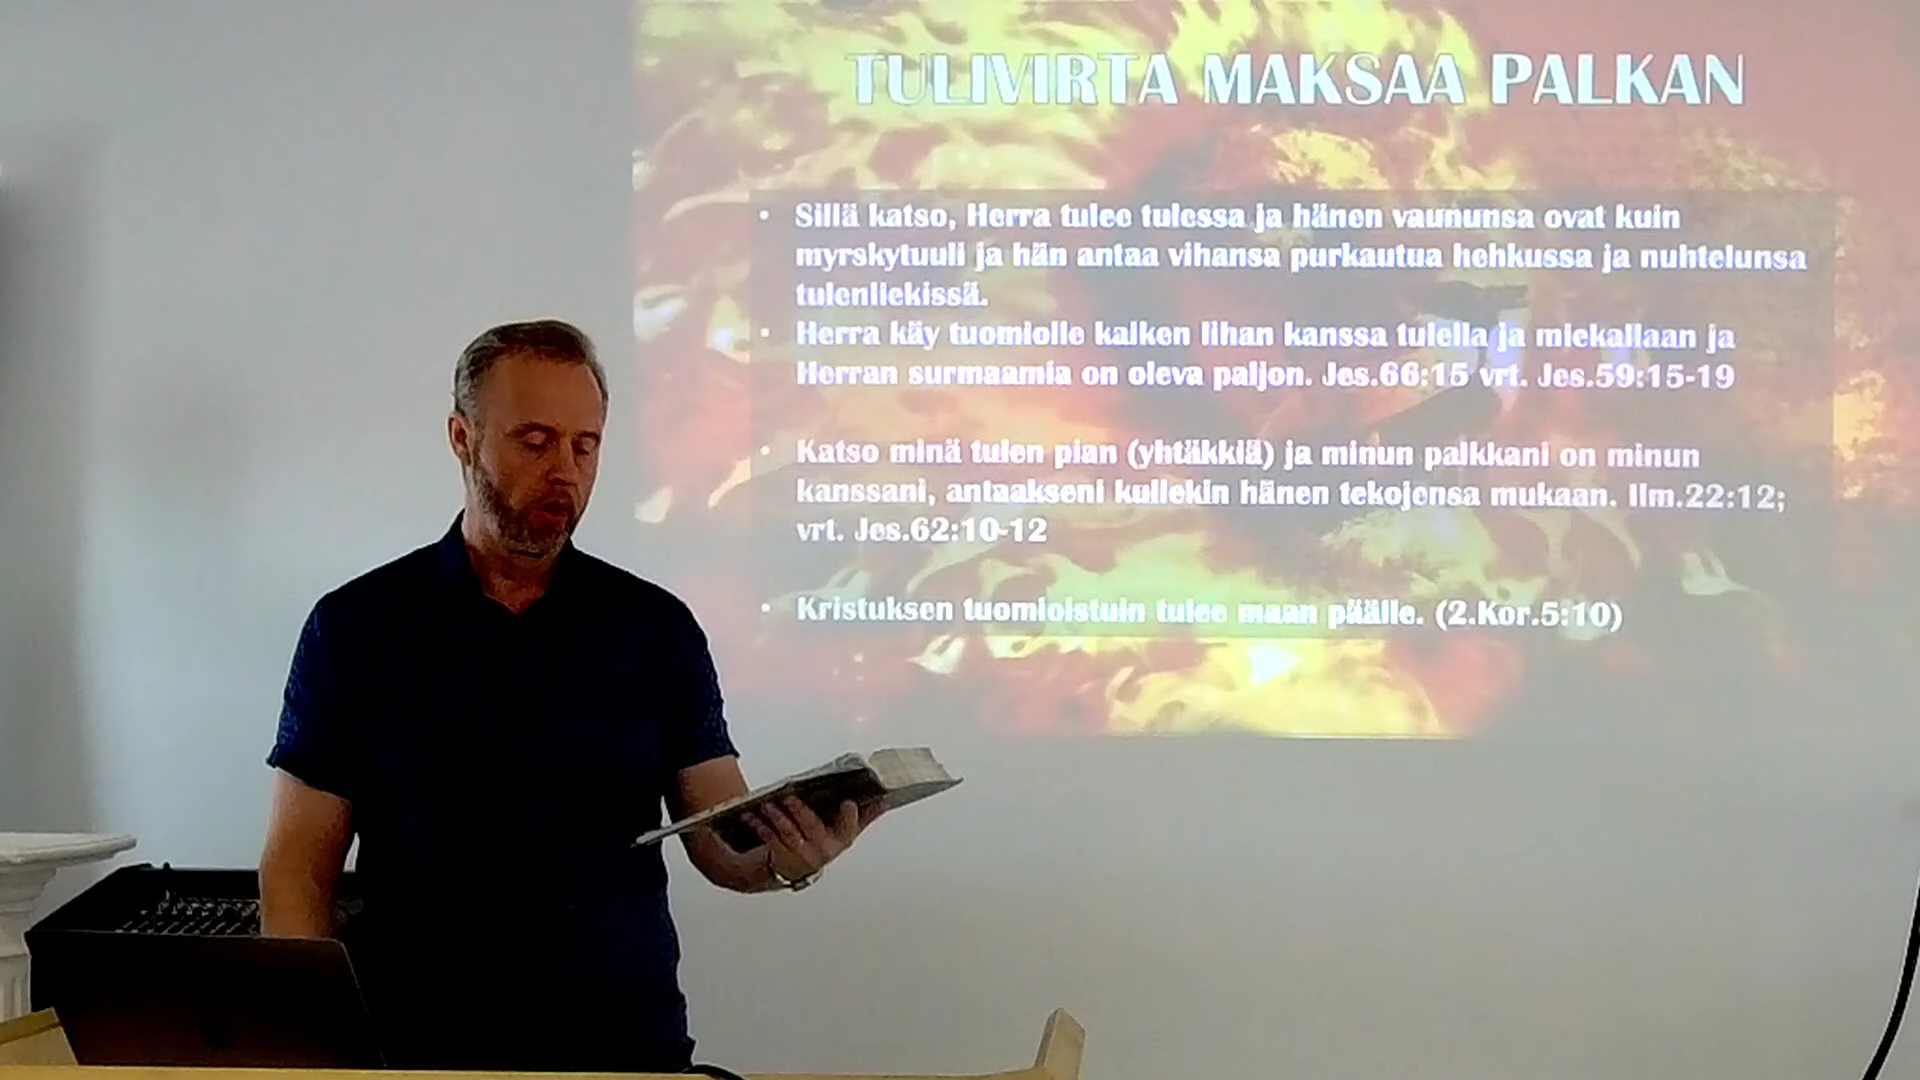 TULIVIRTA MAKSAA PALKAN
• Sillä katso, Herra tulee tulessa ja hänen vaununsa ovat kuin
myrskytuuli ja hän antaa vihansa purkautua hehkussa ja nuhtelunsa
tulenliekissä.
• Herra käy tuomiolle kaiken lihan kanssa tulella ja miekallaan ja
Herran surmaamia on oleva paljon. Jes.66:15 vrt. Jes.59:15-19
• Katso minä tulen pian (yhtäkkiä) ja minun palkkani on minun
kanssani, antaakseni kullekin hänen tekojensa mukaan. Ilm.22:12;
vrt. Jes.62:10-12
• Kristuksen tuomioistuin tulee maan päälle. (2.Kor.5:10)